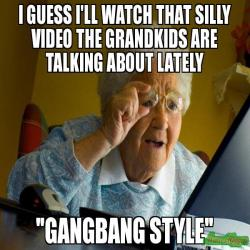 I GUESS I'LL WATCH THAT SILLY
VIDEO THE GRANDKIDS ARE
TALKING ABOUT LATELY
"GANGBANG STYLE"